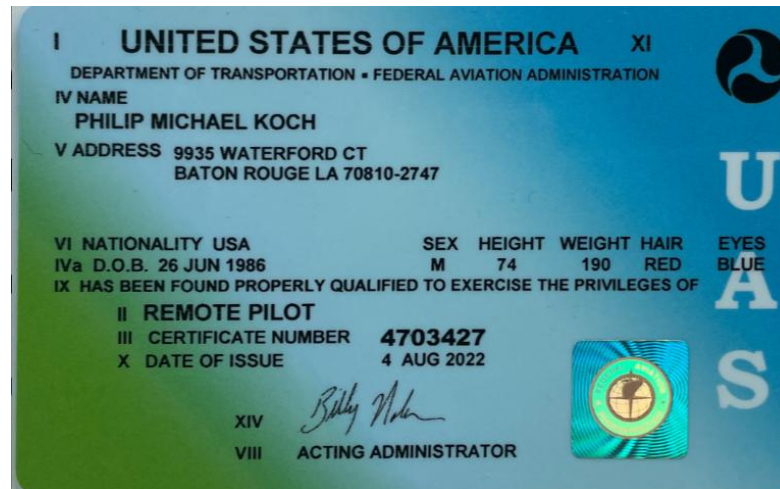 I UNITED STATES OF AMERICA XI
DEPARTMENT OF TRANSPORTATION • FEDERAL AVIATION ADMINISTRATION
IV NAME
PHILIP MICHAEL KOCH
V ADDRESS 9935 WATERFORD CT
BATON ROUGE LA 70810-2747
VI NATIONALITY USA SEX HEIGHT WEIGHT HAIR EYES
IVa D.O.B. 26 JUN 1986 M 74 190 RED BLUE
IX HAS BEEN FOUND PROPERLY QUALIFIED TO EXERCISE THE PRIVILEGES OF
II REMOTE PILOT
III CERTIFICATE NUMBER 4703427
X DATE OF ISSUE 4 AUG 2022
XIV Billy Nolen
VIII ACTING ADMINISTRATOR
UAS